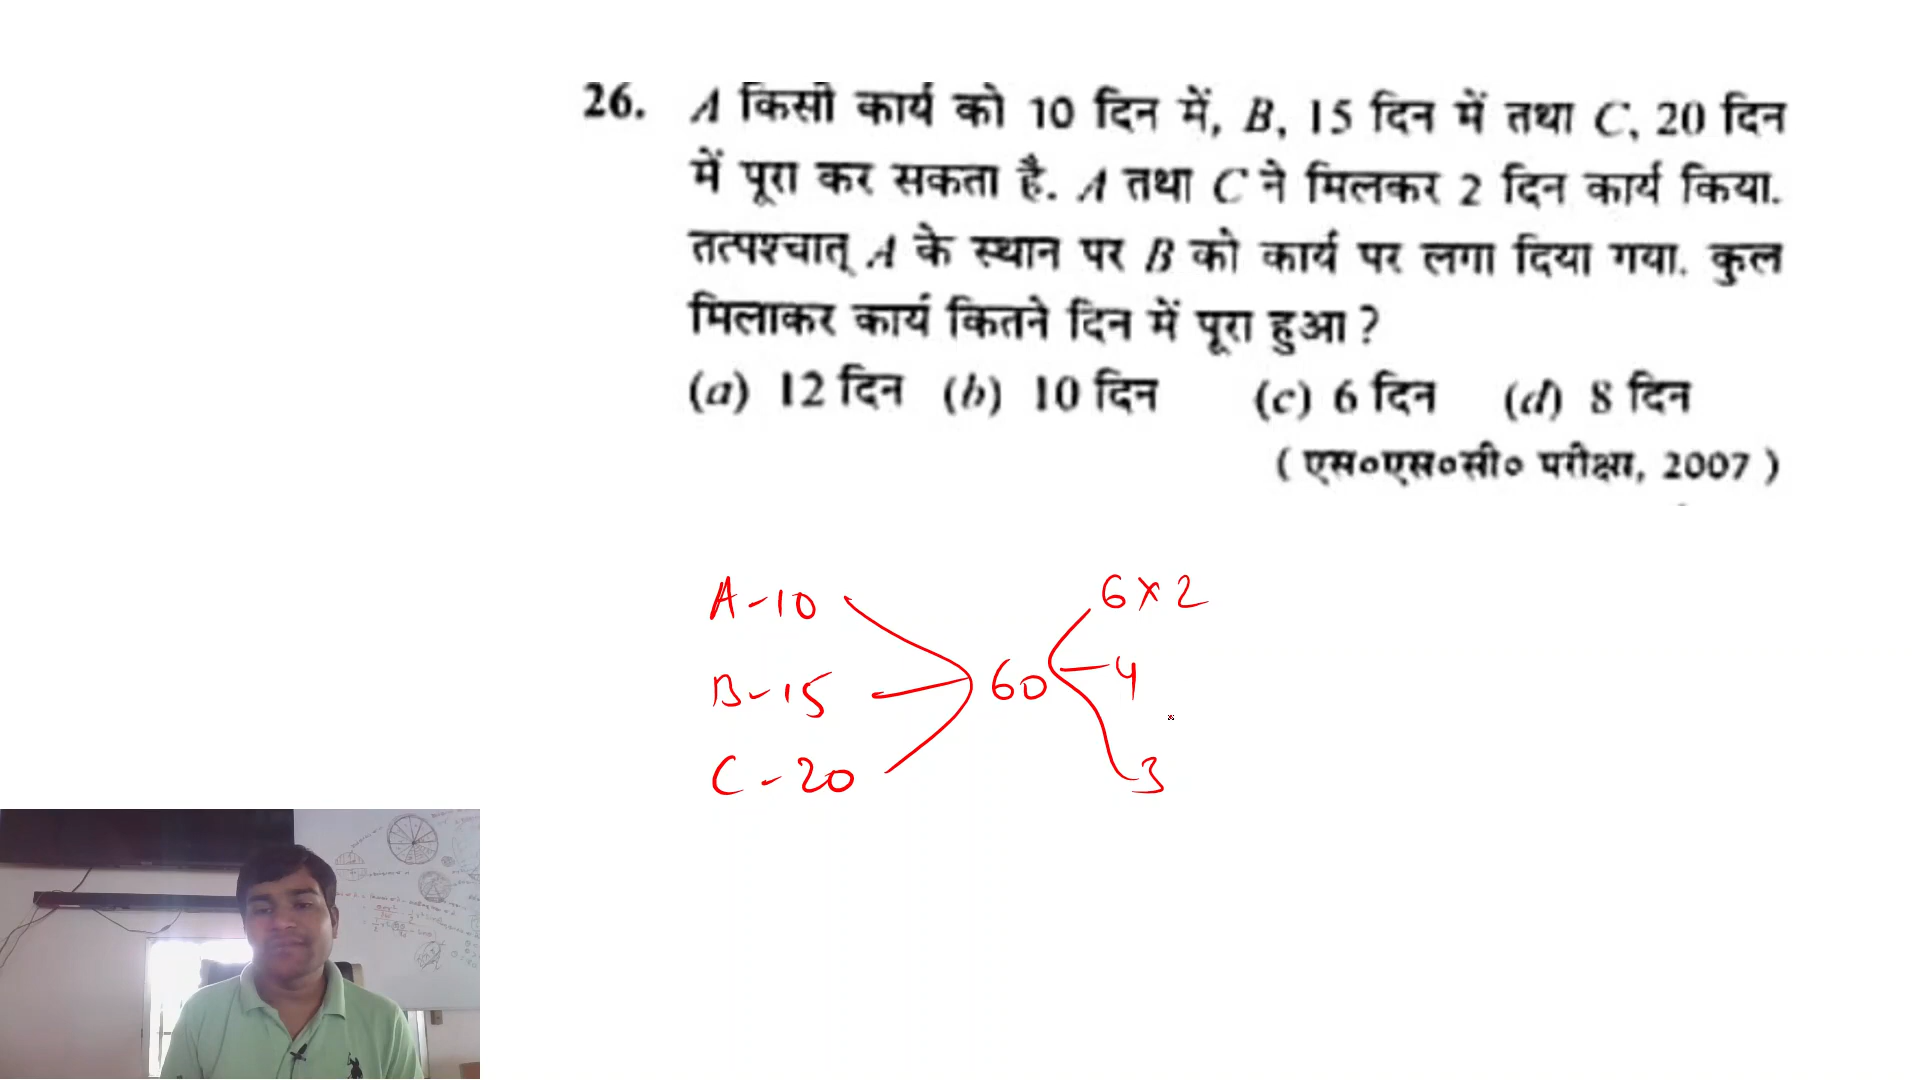 26. A किसी कार्य को 10 दिन में, B, 15 दिन में तथा C, 20 दिन
में पूरा कर सकता है. A तथा C ने मिलकर 2 दिन कार्य किया.
तत्पश्चात् A के स्थान पर B को कार्य पर लगा दिया गया. कुल
मिलाकर कार्य कितने दिन में पूरा हुआ ?
(a) 12 दिन (b) 10 दिन (c) 6 दिन (d) 8 दिन
( एस०एस०सी० परीक्षा, 2007 )
A-10 6×2
B-15 60 4
C-20 3